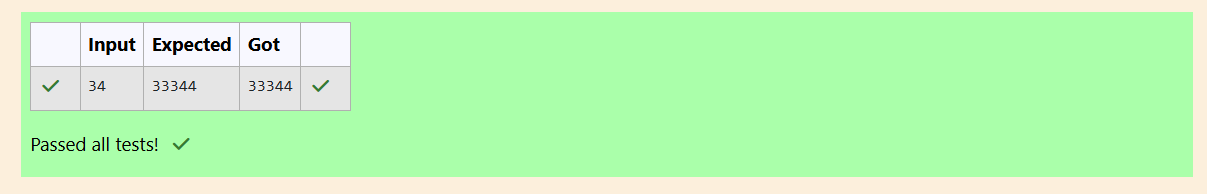 Input Expected Got
34 33344 33344
Passed all tests!